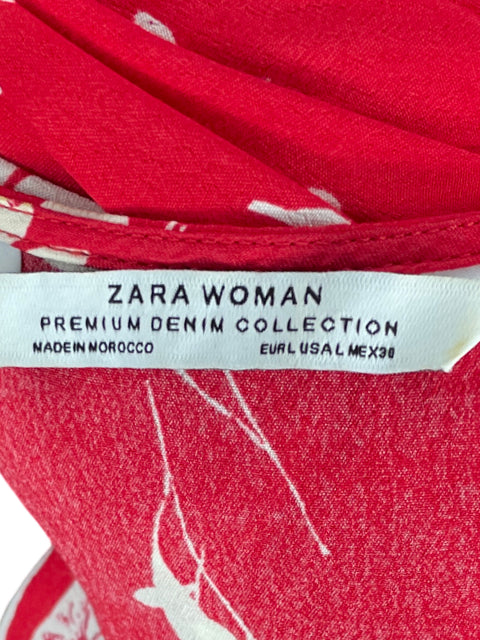 ZARA WOMAN
PREMIUM DENIM COLLECTION
MADE IN MOROCCO EUR L USA L MEX 30